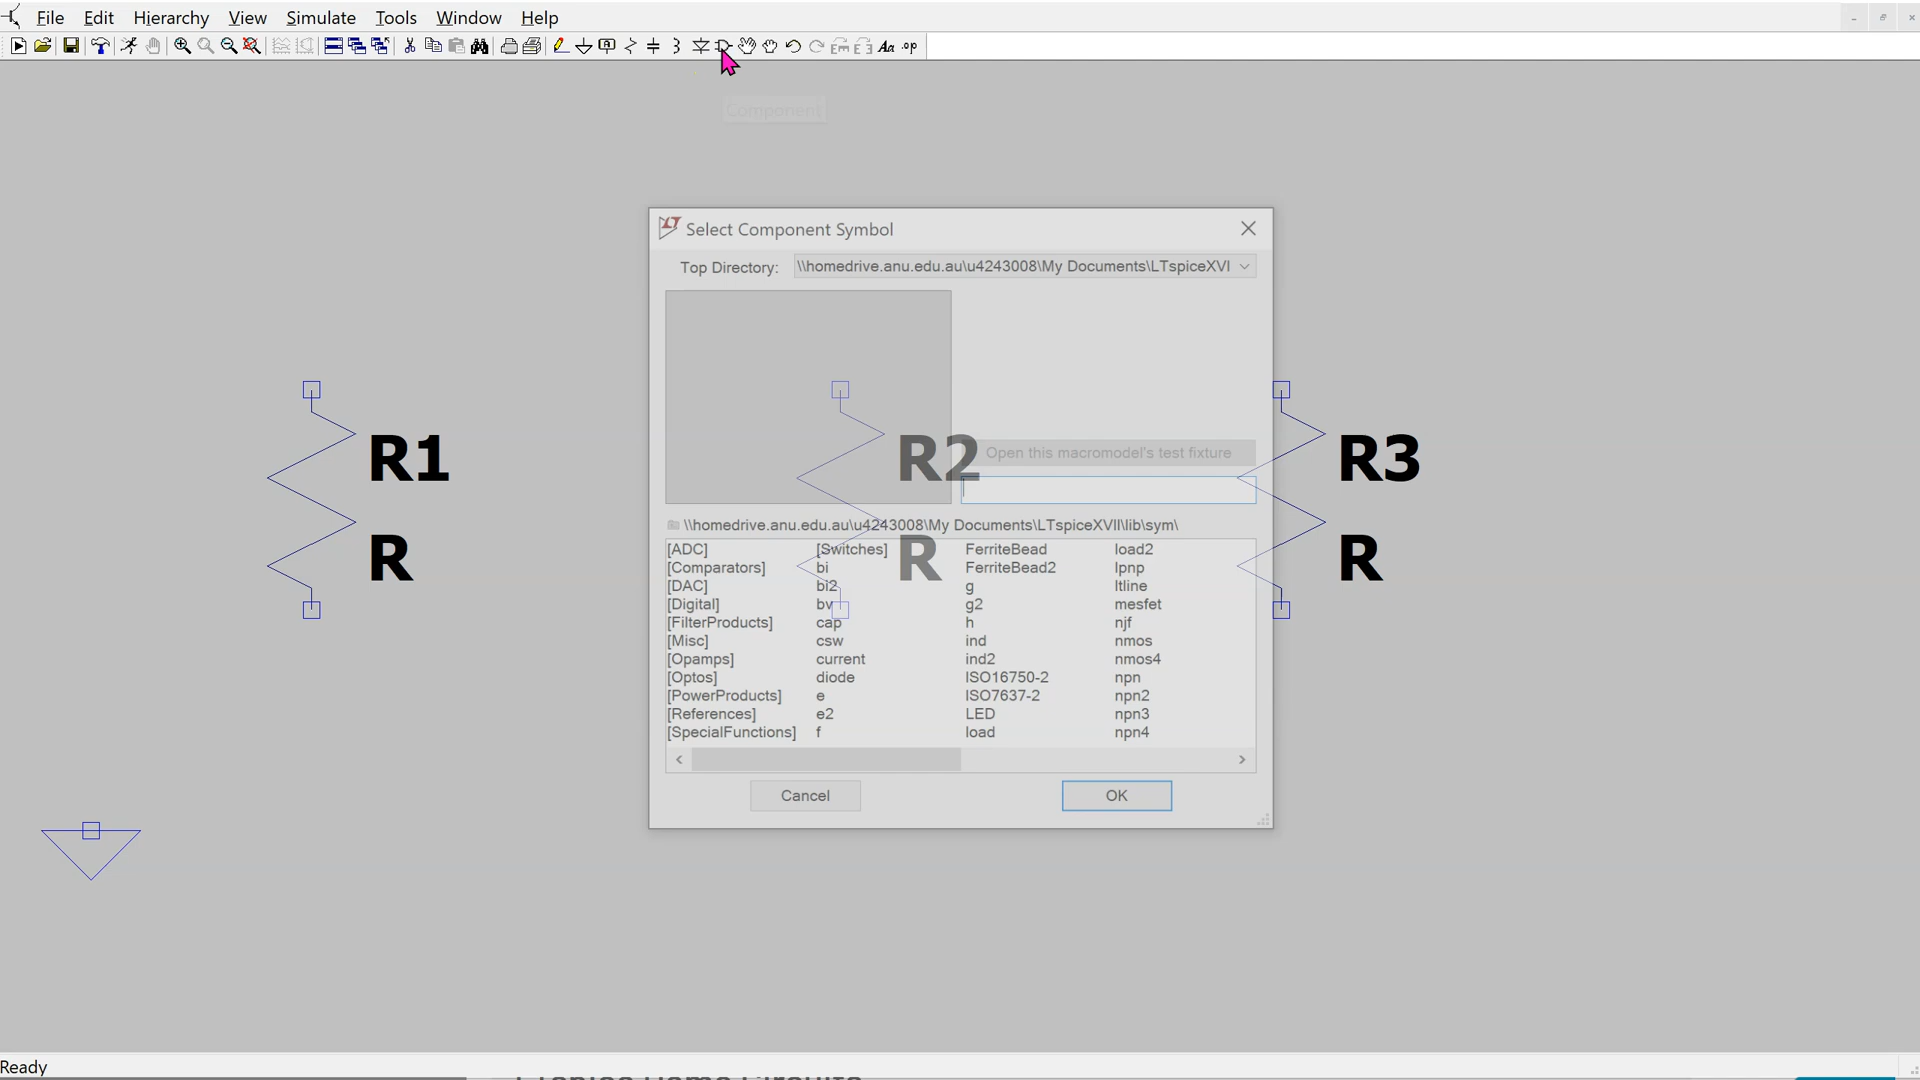 File Edit Hierarchy View Simulate Tools Window Help
Aa .op
Component
Select Component Symbol
Top Directory: \\homedrive.anu.edu.au\u4243008\My Documents\LTspiceXVI
R1
R2
R3
Open this macromodel's test fixture
\\homedrive.anu.edu.au\u4243008\My Documents\LTspiceXVII\lib\sym\
R
R
R
[ADC] [Switches] FerriteBead load2
[Comparators] bi FerriteBead2 lpnp
[DAC] bi2 g ltline
[Digital] bv g2 mesfet
[FilterProducts] cap h njf
[Misc] csw ind nmos
[Opamps] current ind2 nmos4
[Optos] diode ISO16750-2 npn
[PowerProducts] e ISO7637-2 npn2
[References] e2 LED npn3
[SpecialFunctions] f load npn4
Cancel OK
Ready